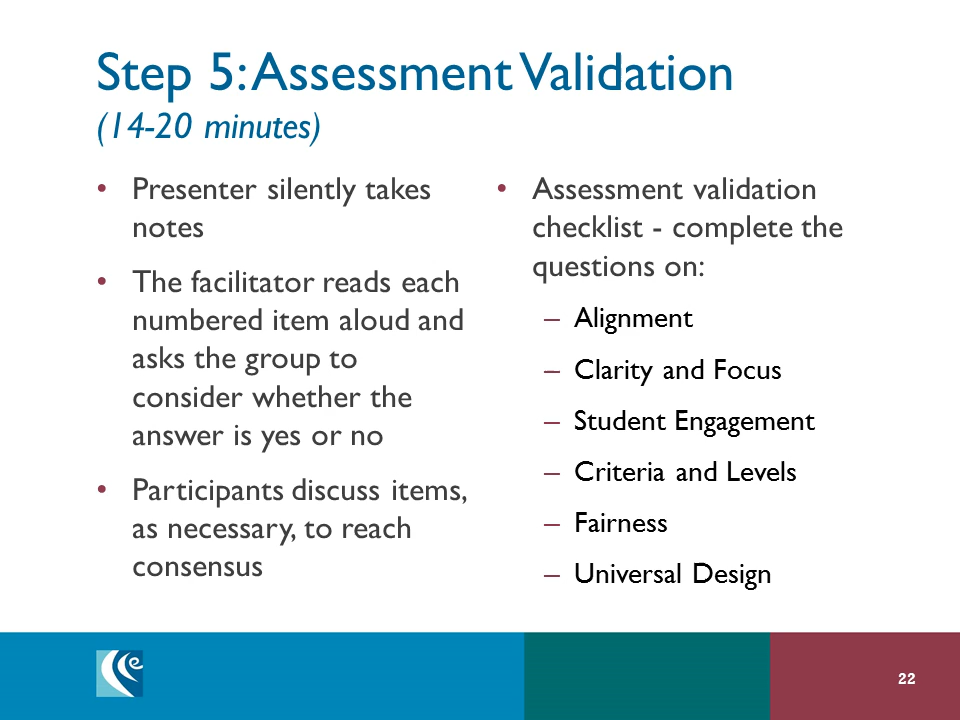 Step 5: Assessment Validation
(14-20 minutes)
• Presenter silently takes
notes
• The facilitator reads each
numbered item aloud and
asks the group to
consider whether the
answer is yes or no
• Participants discuss items,
as necessary, to reach
consensus
• Assessment validation
checklist - complete the
questions on:
– Alignment
– Clarity and Focus
– Student Engagement
– Criteria and Levels
– Fairness
– Universal Design
22